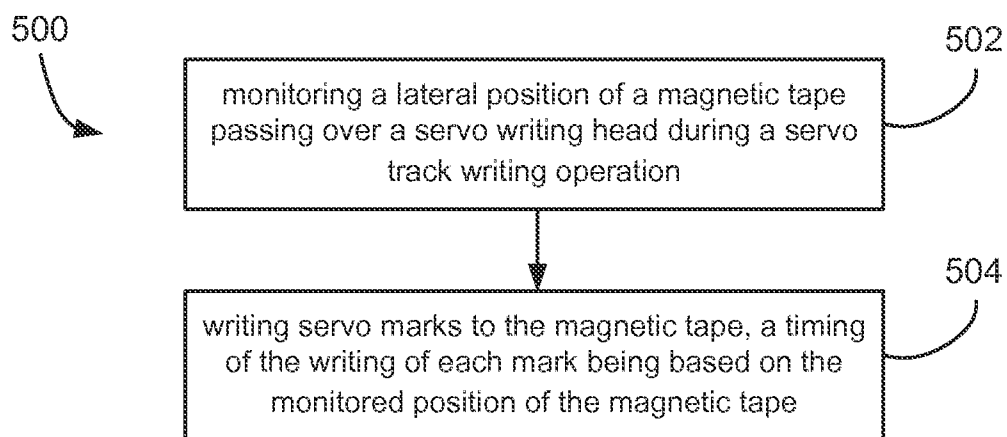 500
502
monitoring a lateral position of a magnetic tape
passing over a servo writing head during a servo
track writing operation
504
writing servo marks to the magnetic tape, a timing
of the writing of each mark being based on the
monitored position of the magnetic tape